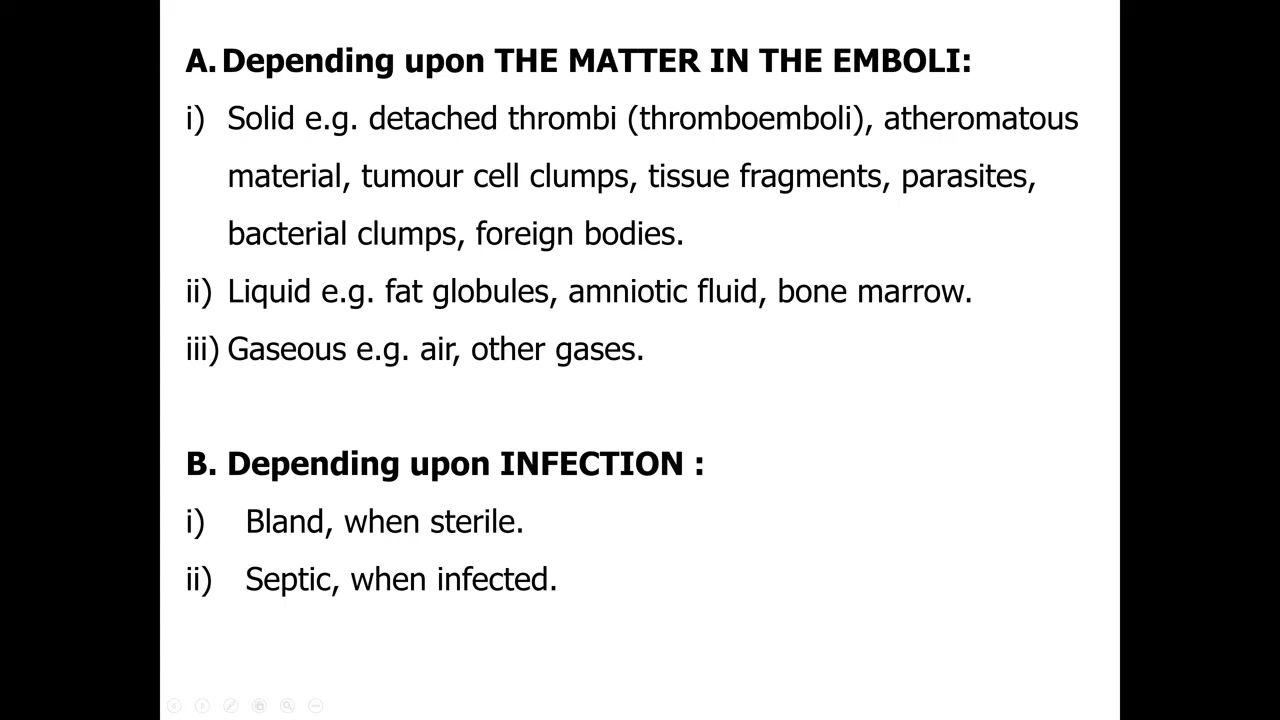 A. Depending upon THE MATTER IN THE EMBOLI:
i) Solid e.g. detached thrombi (thromboemboli), atheromatous
material, tumour cell clumps, tissue fragments, parasites,
bacterial clumps, foreign bodies.
ii) Liquid e.g. fat globules, amniotic fluid, bone marrow.
iii) Gaseous e.g. air, other gases.
B. Depending upon INFECTION :
i) Bland, when sterile.
ii) Septic, when infected.